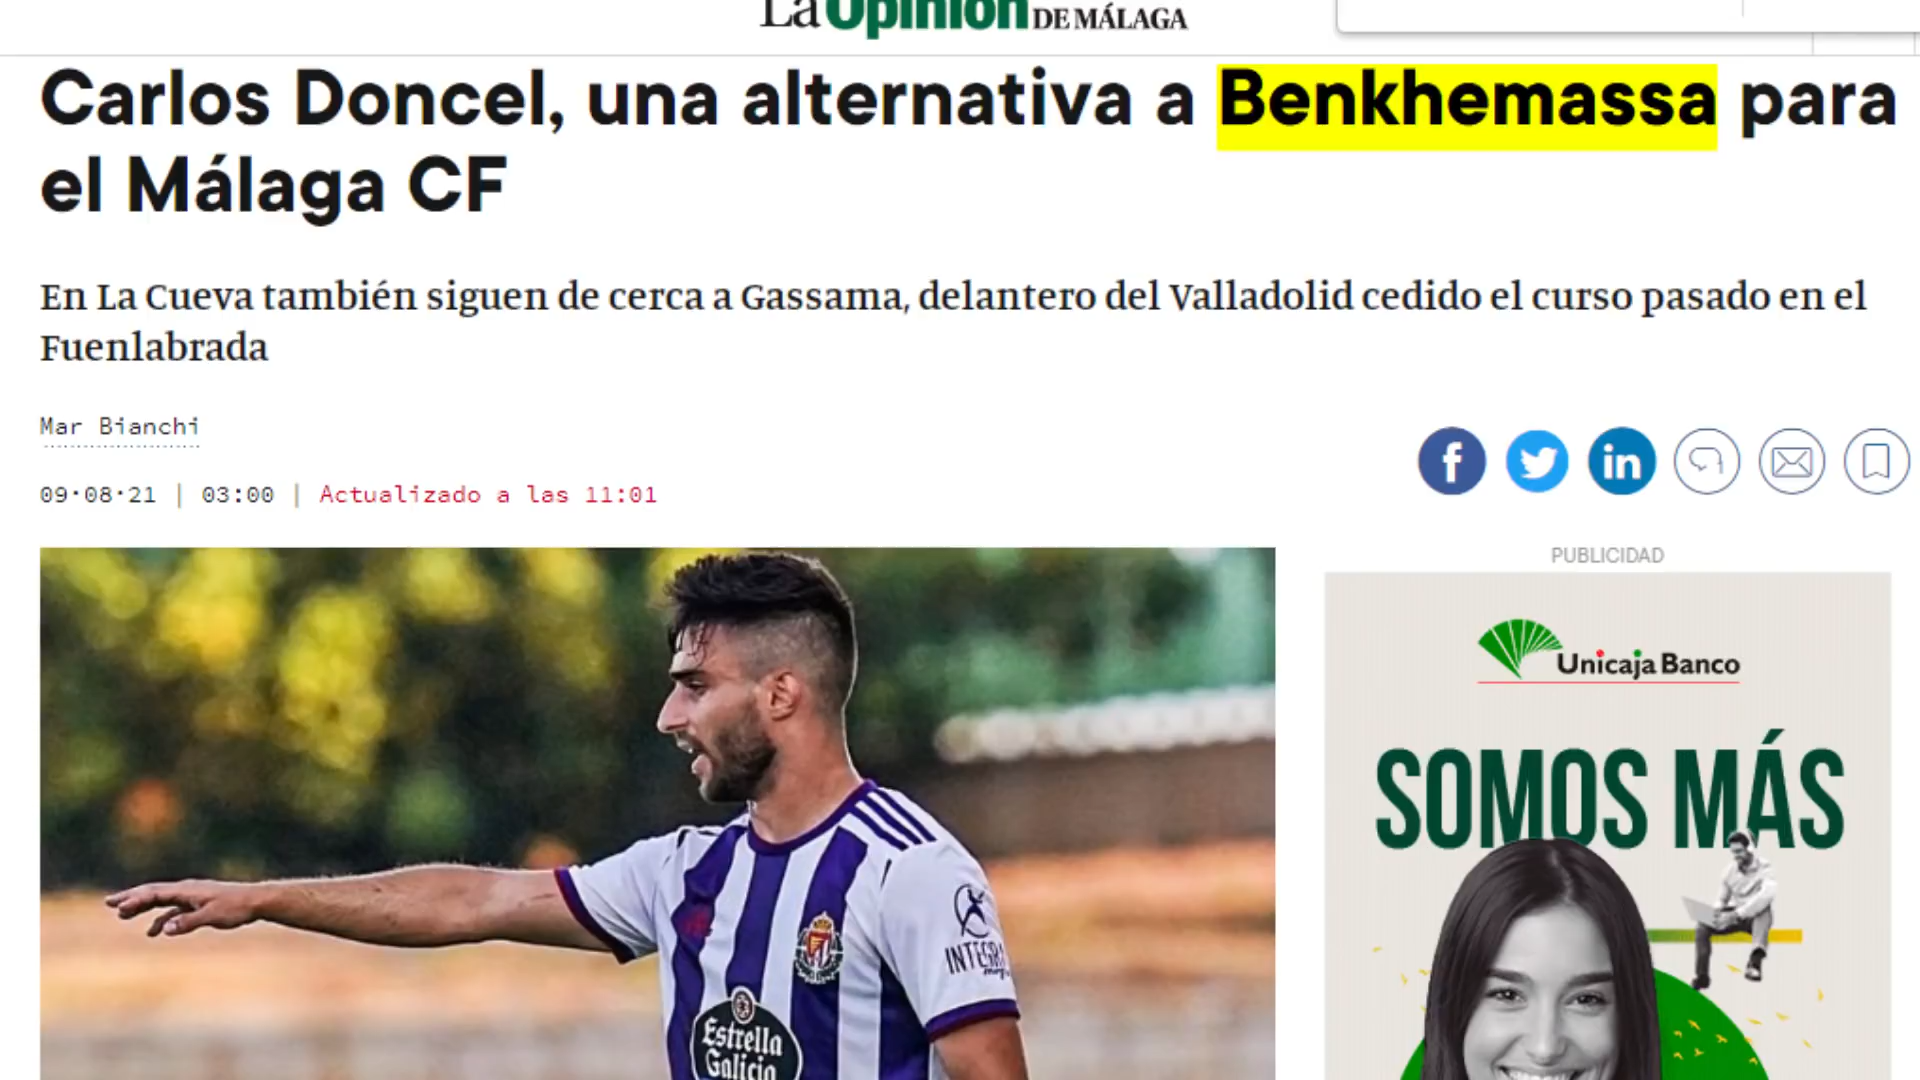 La Opinión DE MÁLAGA
Carlos Doncel, una alternativa a Benkhemassa para
el Málaga CF
En La Cueva también siguen de cerca a Gassama, delantero del Valladolid cedido el curso pasado en el
Fuenlabrada
Mar Bianchi
09·08·21 | 03:00 | Actualizado a las 11:01
f
in
PUBLICIDAD
Unicaja Banco
SOMOS MÁS
INTEGRA
Estrella
Galicia